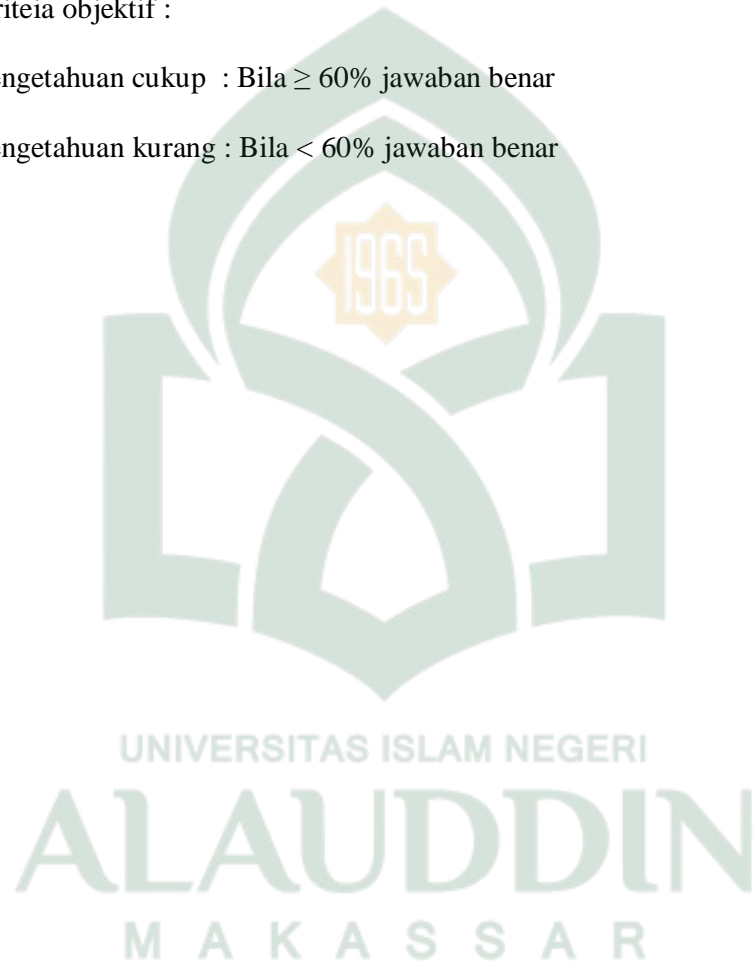 riteia objektif :
engetahuan cukup : Bila ≥ 60% jawaban benar
engetahuan kurang : Bila < 60% jawaban benar
1965
UNIVERSITAS ISLAM NEGERI
ALAUDDIN
MAKASSAR